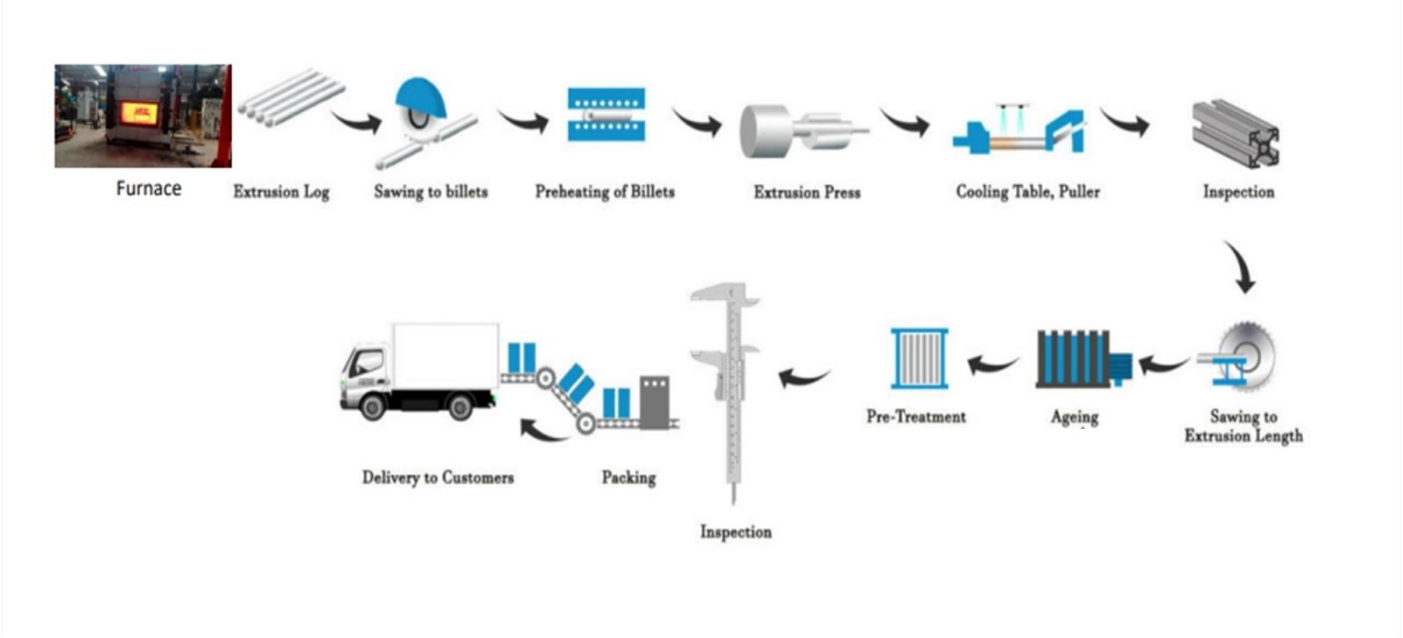 Furnace
Extrusion Log
Sawing to billets
Preheating of Billets
Extrusion Press
Cooling Table, Puller
Inspection
Sawing to
Extrusion Length
Ageing
Pre-Treatment
Inspection
Packing
Delivery to Customers